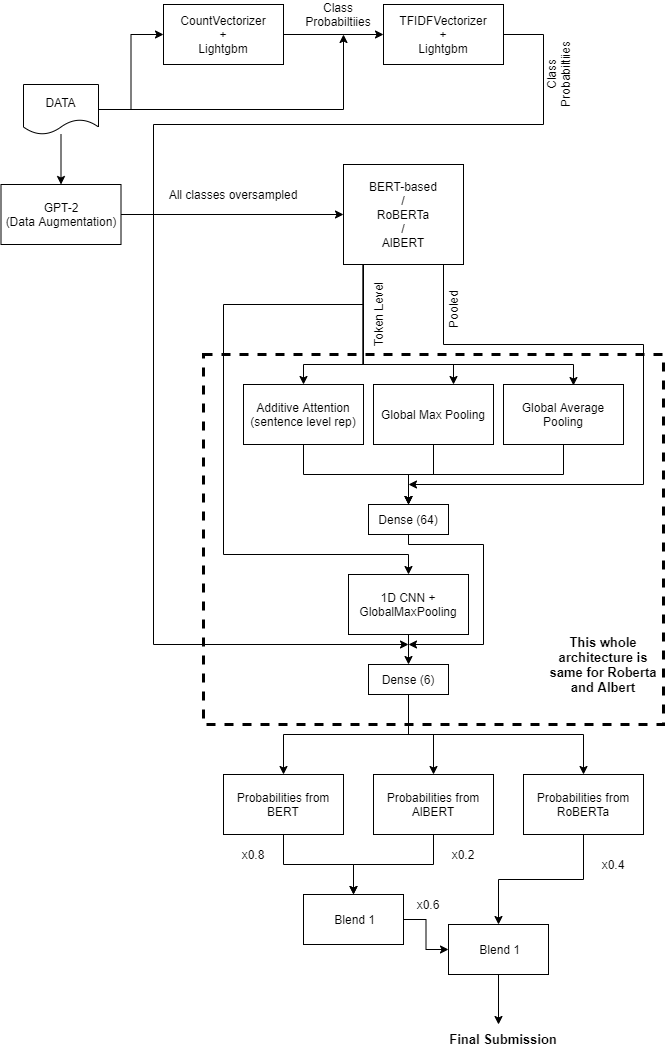 CountVectorizer
+
Lightgbm
Class
Probabiltiies
TFIDFVectorizer
+
Lightgbm
Class
Probabiltiies
DATA
GPT-2
(Data Augmentation)
All classes oversampled
BERT-based
/
RoBERTa
/
AlBERT
Token Level
Pooled
Additive Attention
(sentence level rep)
Global Max Pooling
Global Average
Pooling
Dense (64)
1D CNN +
GlobalMaxPooling
This whole
architecture is
same for Roberta
and Albert
Dense (6)
Probabilities from
BERT
Probabilities from
AlBERT
Probabilities from
RoBERTa
x0.8
x0.2
x0.4
Blend 1
x0.6
Blend 1
Final Submission